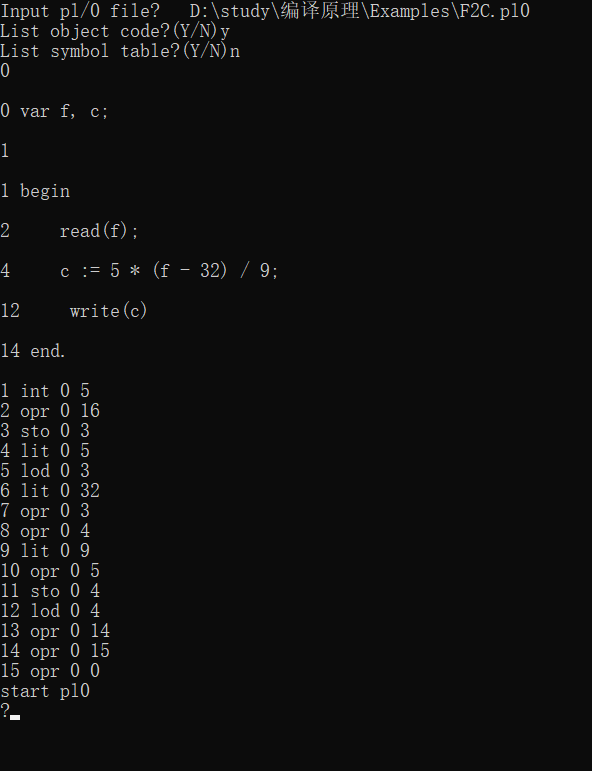 Input pl/0 file?   D:\study\编译原理\Examples\F2C.pl0
List object code?(Y/N)y
List symbol table?(Y/N)n
0
0 var f, c;
1
1 begin
2     read(f);
4     c := 5 * (f - 32) / 9;
12     write(c)
14 end.
1 int 0 5
2 opr 0 16
3 sto 0 3
4 lit 0 5
5 lod 0 3
6 lit 0 32
7 opr 0 3
8 opr 0 4
9 lit 0 9
10 opr 0 5
11 sto 0 4
12 lod 0 4
13 opr 0 14
14 opr 0 15
15 opr 0 0
start pl0
?